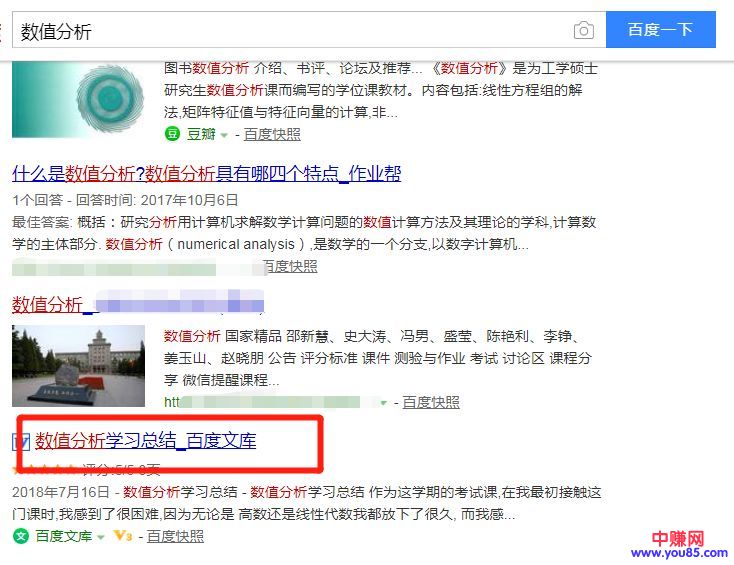 数值分析
百度一下
图书数值分析 介绍、书评、论坛及推荐... 《数值分析》是为工学硕士
研究生数值分析课而编写的学位课教材。内容包括:线性方程组的解
法,矩阵特征值与特征向量的计算,非...
豆 豆瓣 - 百度快照
什么是数值分析?数值分析具有哪四个特点_作业帮
1个回答 - 回答时间: 2017年10月6日
最佳答案: 概括：研究分析用计算机求解数学计算问题的数值计算方法及其理论的学科,计算数
学的主体部分. 数值分析（numerical analysis）,是数学的一个分支,以数字计算机...
百度快照
数值分析_
数值分析 国家精品 邵新慧、史大涛、冯男、盛莹、陈艳利、李铮、
姜玉山、赵晓朋 公告 评分标准 课件 测验与作业 考试 讨论区 课程分
享 微信提醒课程...
htt - 百度快照
数值分析学习总结_百度文库
评分:5/5 6页
2018年7月16日 - 数值分析学习总结 - 数值分析学习总结 作为这学期的考试课,在我最初接触这
门课时,我感到了很困难,因为无论是 高数还是线性代数我都放下了很久, 而我感...
百度文库 V3 - 百度快照
中赚网
www.you85.com